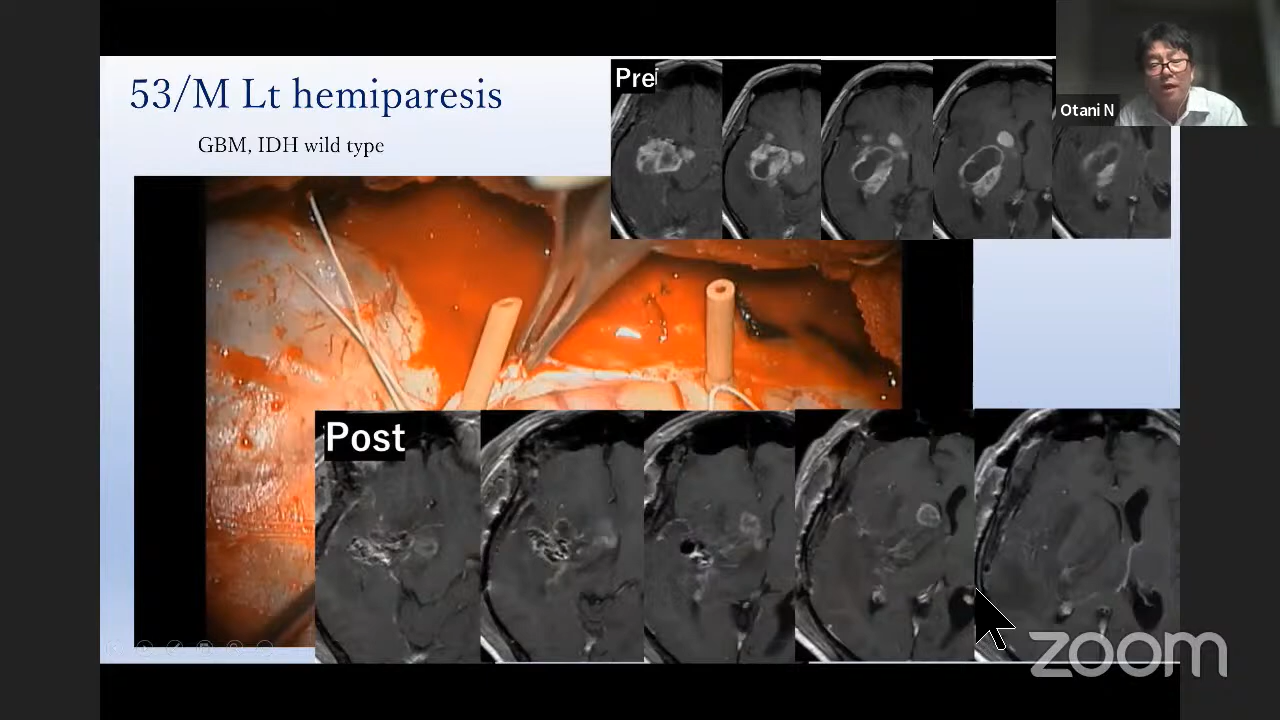 53/M Lt hemiparesis
GBM, IDH wild type
Pre
Otani N
Post
zoom